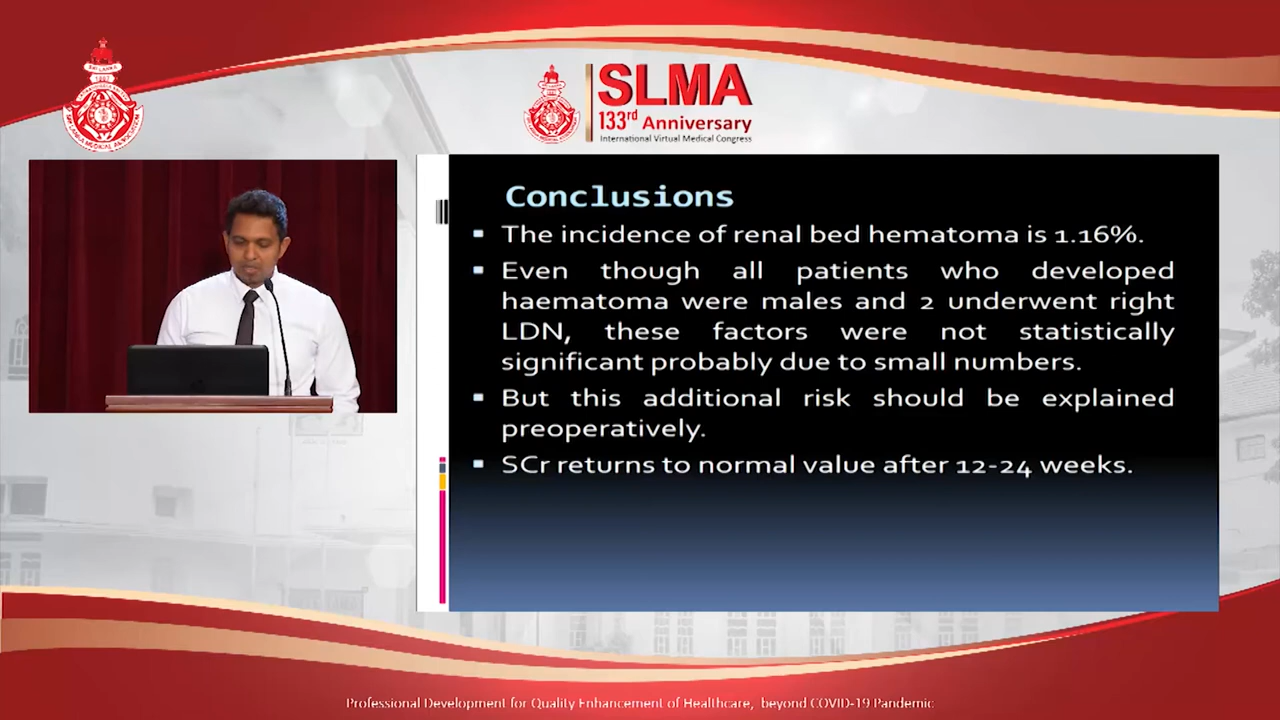 SRI LANKA
SLMA
133rd Anniversary
International Virtual Medical Congress
Conclusions
▪ The incidence of renal bed hematoma is 1.16%.
▪ Even though all patients who developed
haematoma were males and 2 underwent right
LDN, these factors were not statistically
significant probably due to small numbers.
▪ But this additional risk should be explained
preoperatively.
▪ SCr returns to normal value after 12-24 weeks.
Professional Development for Quality Enhancement of Healthcare, beyond COVID-19 Pandemic